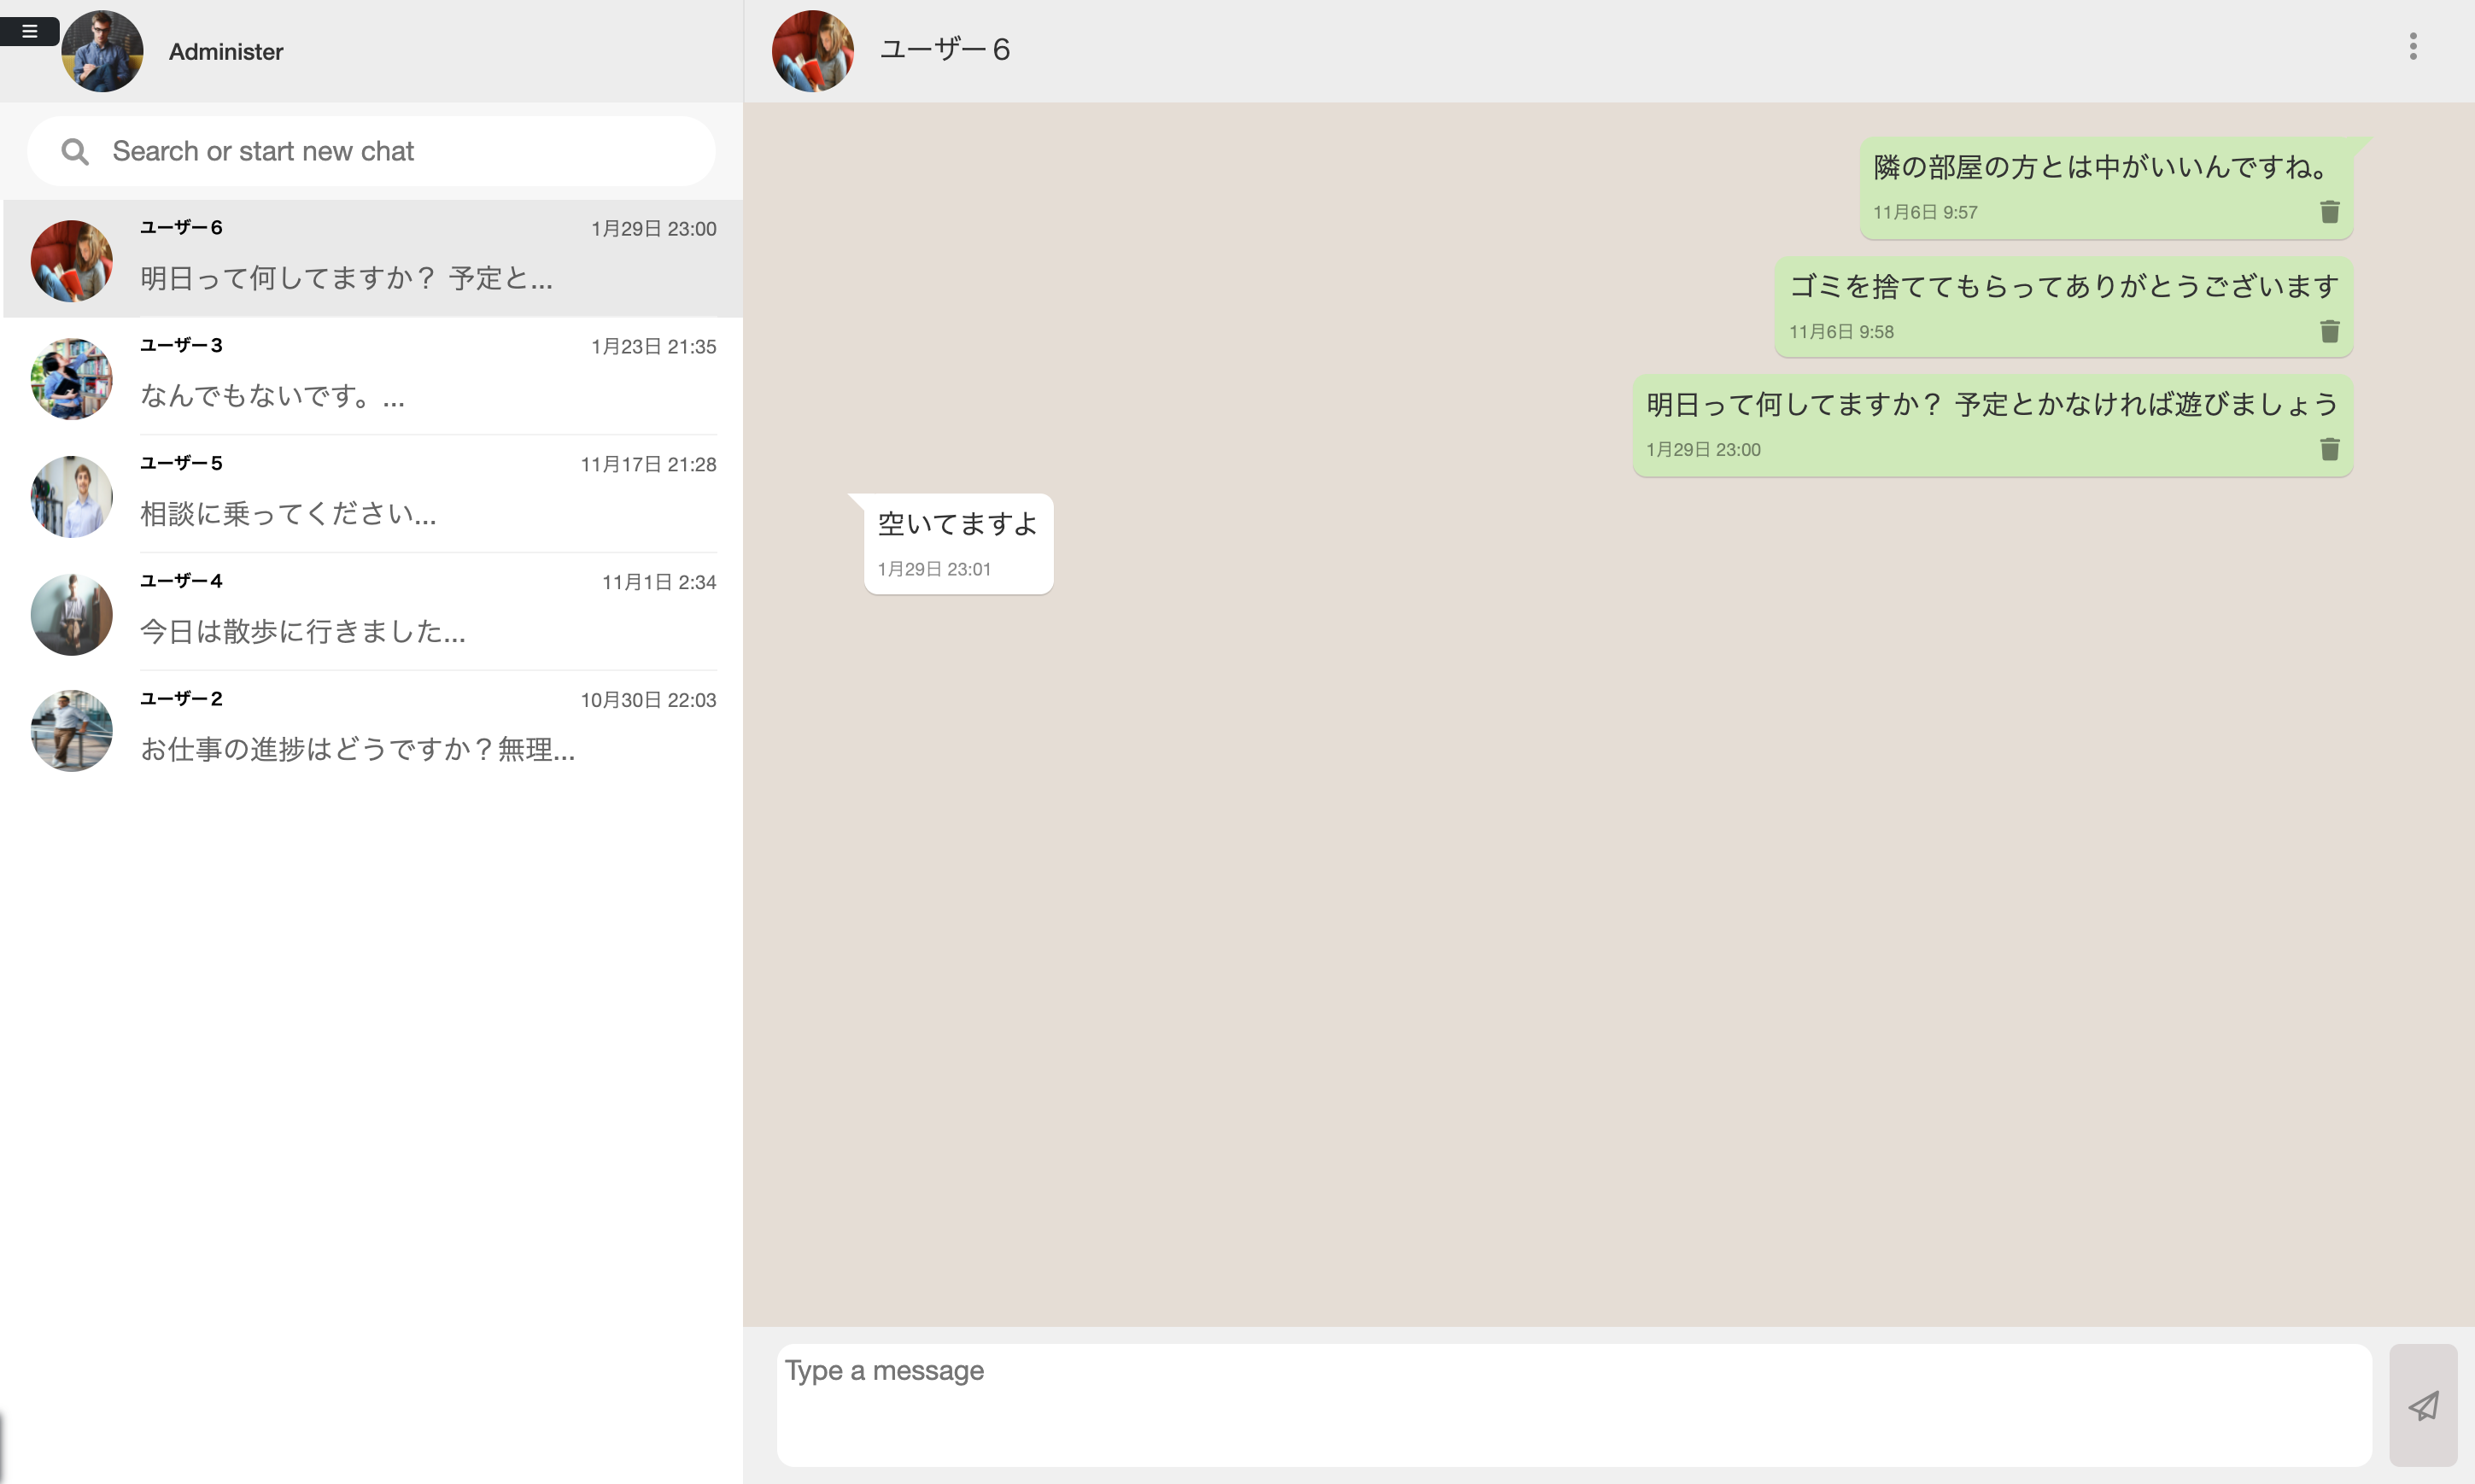 Administer
Search or start new chat
ユーザー6
1月29日 23:00
明日って何してますか？ 予定と...
ユーザー3
1月23日 21:35
なんでもないです。...
ユーザー5
11月17日 21:28
相談に乗ってください...
ユーザー4
11月1日 2:34
今日は散歩に行きました...
ユーザー2
10月30日 22:03
お仕事の進捗はどうですか？無理...
ユーザー6
隣の部屋の方とは中がいいんですね。
11月6日 9:57
ゴミを捨ててもらってありがとうございます
11月6日 9:58
明日って何してますか？ 予定とかなければ遊びましょう
1月29日 23:00
空いてますよ
1月29日 23:01
Type a message